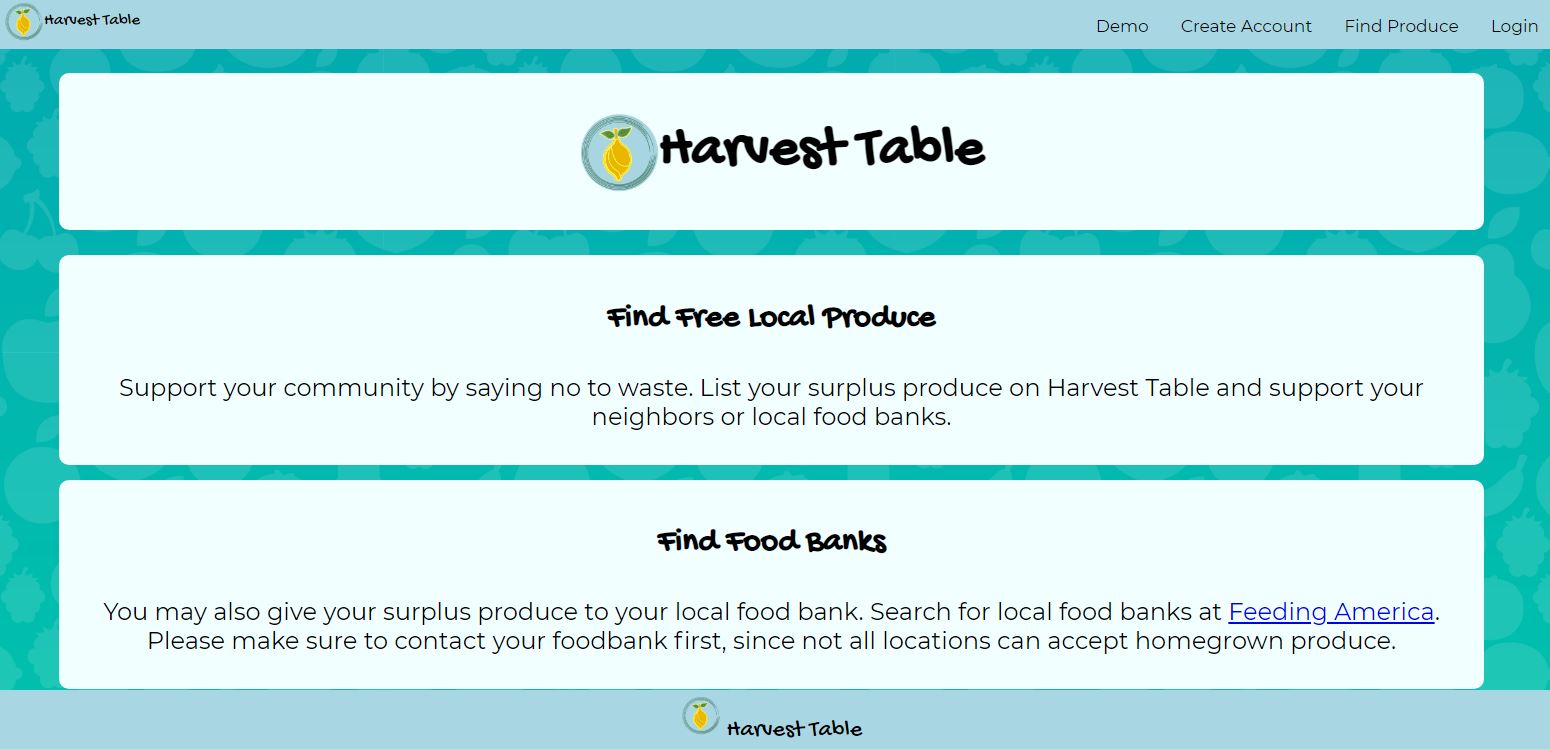 Harvest Table
Demo Create Account Find Produce Login
Harvest Table
Find Free Local Produce
Support your community by saying no to waste. List your surplus produce on Harvest Table and support your
neighbors or local food banks.
Find Food Banks
You may also give your surplus produce to your local food bank. Search for local food banks at Feeding America.
Please make sure to contact your foodbank first, since not all locations can accept homegrown produce.
Harvest Table